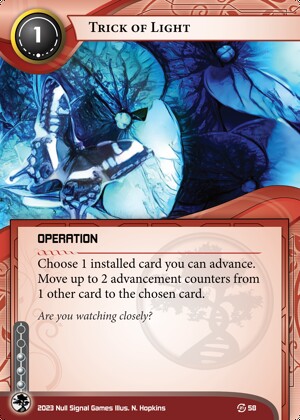 1
Trick of Light
OPERATION
Choose 1 installed card you can advance.
Move up to 2 advancement counters from
1 other card to the chosen card.
Are you watching closely?
2023 Null Signal Games Illus. N. Hopkins
58